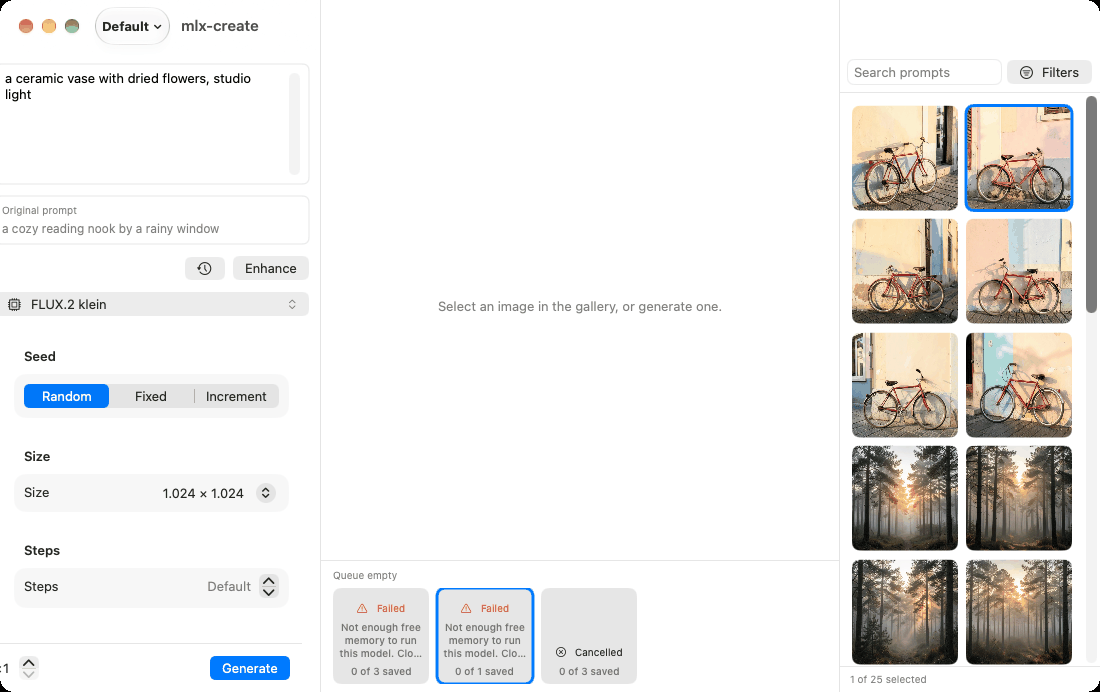 Default
mlx-create
a ceramic vase with dried flowers, studio
light
Original prompt
a cozy reading nook by a rainy window
Enhance
FLUX.2 klein
Seed
Random
Fixed
Increment
Size
Size
1.024 × 1.024
Steps
Steps
Default
:1
Generate
Select an image in the gallery, or generate one.
Queue empty
Failed
Not enough free
memory to run
this model. Clo...
0 of 3 saved
Failed
Not enough free
memory to run
this model. Clo...
0 of 1 saved
Cancelled
0 of 3 saved
Search prompts
Filters
1 of 25 selected